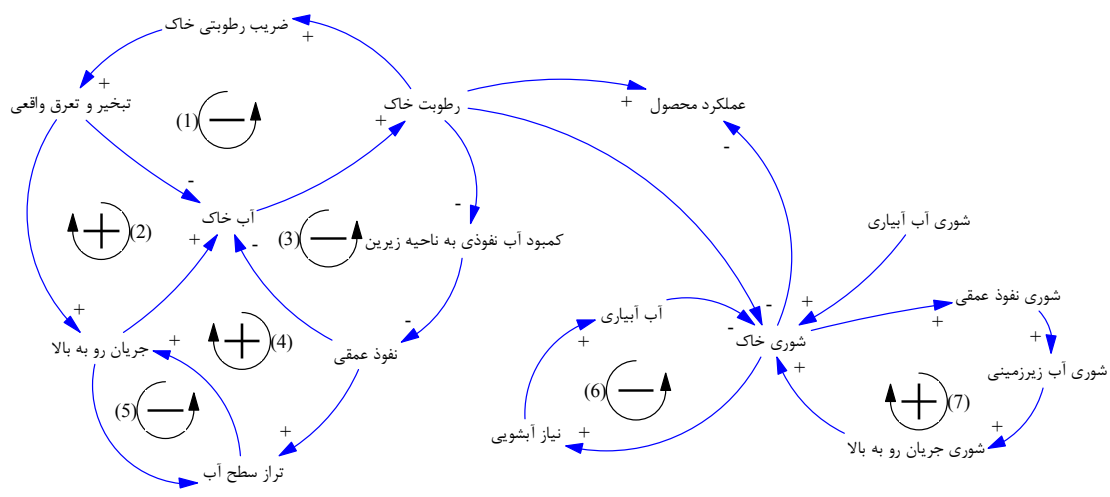 ضریب رطوبتی خاک
+
+
تبخیر و تعرق واقعی
(1)
رطوبت خاک
+
+
عملکرد محصول
-
-
آب خاک
(2)
+
-
(3)
-
کمبود آب نفوذی به ناحیه زیرین
شوری آب آبیاری
+
-
جریان رو به بالا
+
(4)
نفوذ عمقی
(5)
+
تراز سطح آب
آب آبیاری
+
-
-
+
شوری خاک
+
(6)
نیاز آبشویی
+
شوری نفوذ عمقی
+
+
شوری آب زیرزمینی
(7)
+
شوری جریان رو به بالا